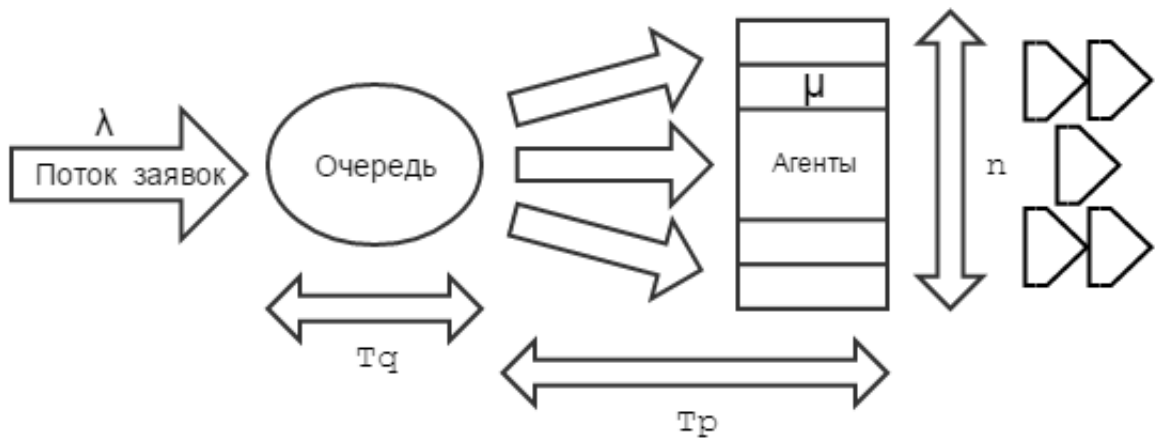 λ
Поток заявок
Очередь
μ
Агенты
n
Tq
Tp